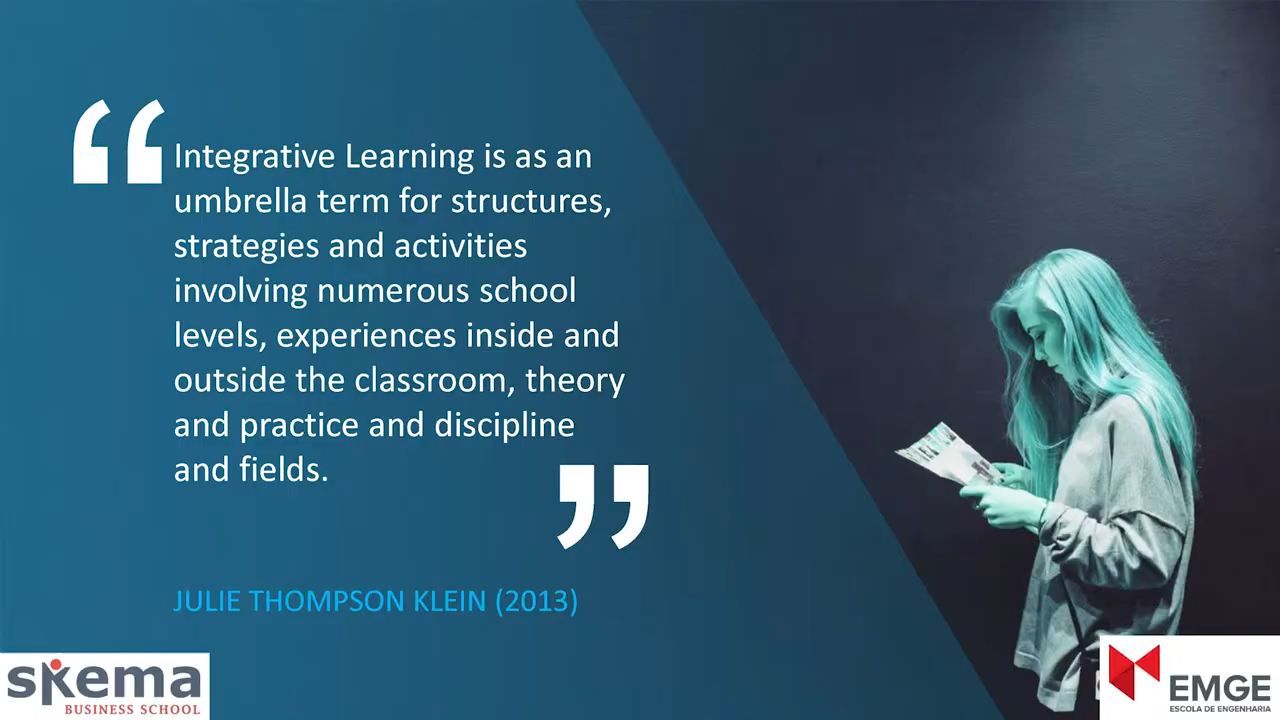 “
Integrative Learning is as an
umbrella term for structures,
strategies and activities
involving numerous school
levels, experiences inside and
outside the classroom, theory
and practice and discipline
and fields.
”
JULIE THOMPSON KLEIN (2013)
skema
BUSINESS SCHOOL
EMGE
ESCOLA DE ENGENHARIA